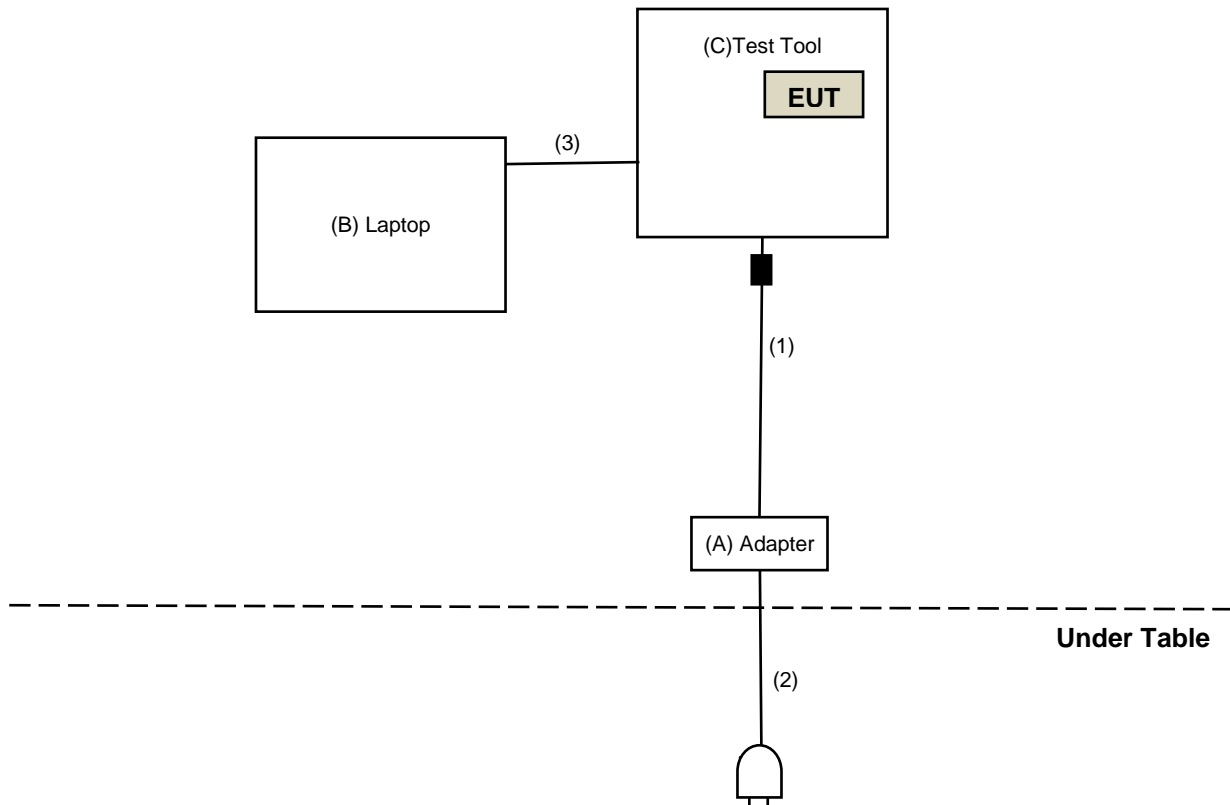 (C)Test Tool
EUT
(3)
(B) Laptop
(1)
(A) Adapter
Under Table
(2)